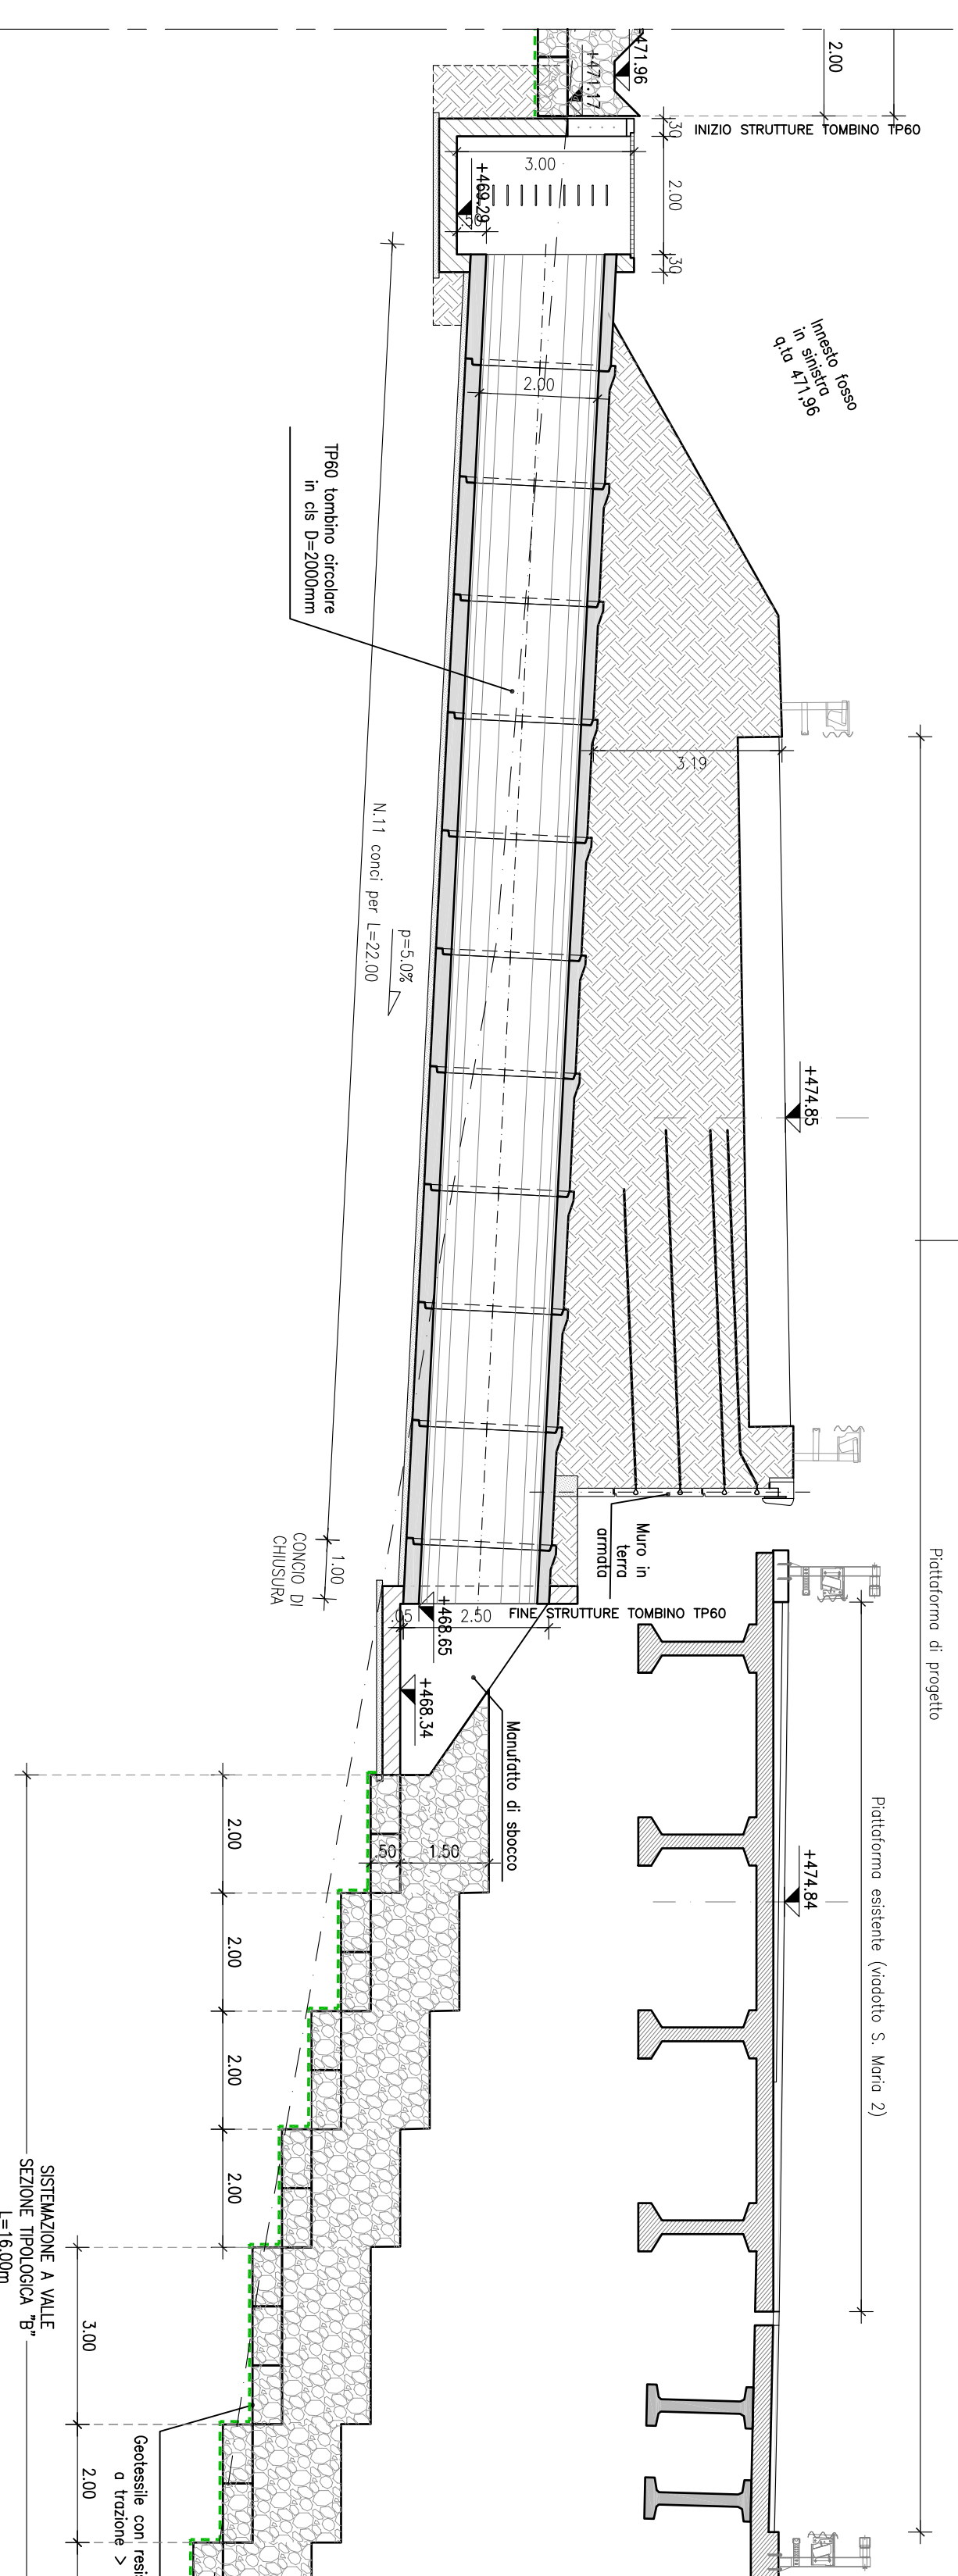 2.00
+471.96
+471.17
INIZIO STRUTTURE TOMBINO TP60
.30
3.00
2.00
+469.29
.30
Innesto fosso
in sinistra
q.ta 471,96
2.00
TP60 tombino circolare
in cls D=2000mm
3.19
N.11 conci per L=22.00
p=5.0%
+474.85
Piattaforma di progetto
Muro in
terra
armata
1.00
CONCIO DI
CHIUSURA
FINE STRUTTURE TOMBINO TP60
.05
2.50
+468.65
+468.34
Manufatto di sbocco
Piattaforma esistente (viadotto S. Maria 2)
+474.84
.50
1.50
2.00
2.00
2.00
2.00
3.00
2.00
SISTEMAZIONE A VALLE
SEZIONE TIPOLOGICA "B"
L=16.00m
Geotessile con resi
a trazione >